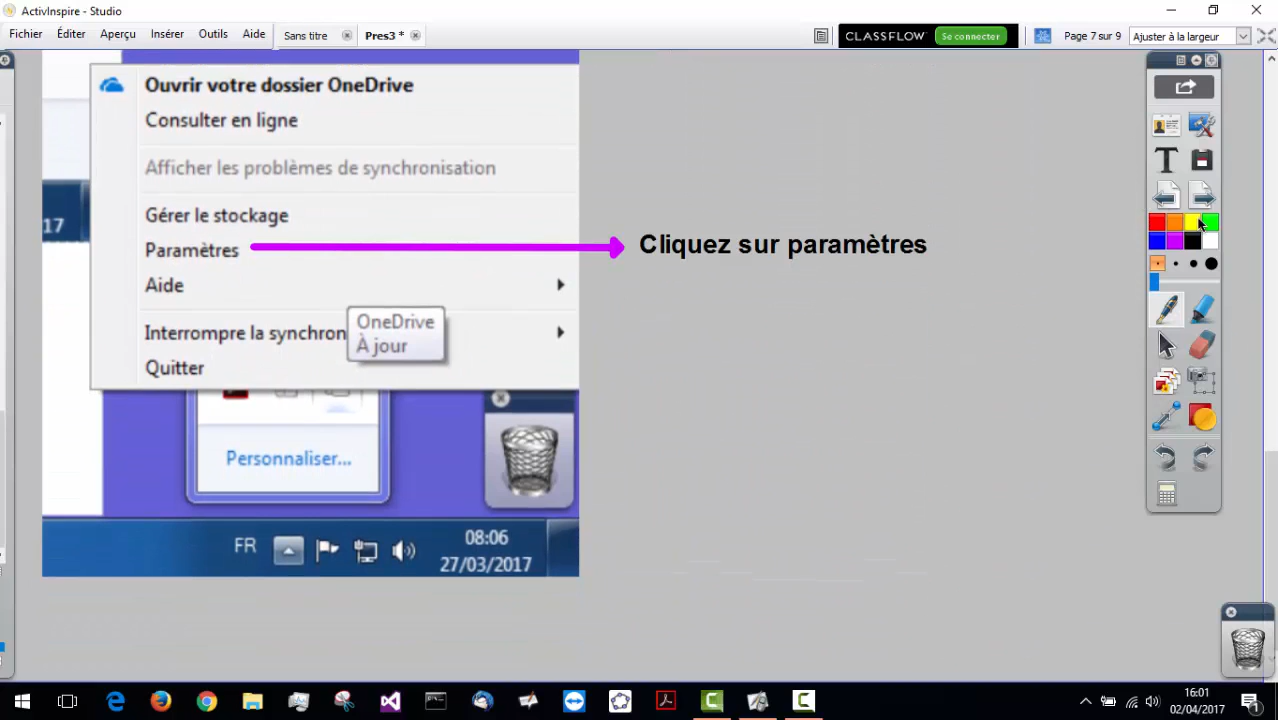 ActivInspire - Studio
Fichier Éditer Aperçu Insérer Outils Aide Sans titre Pres3 * CLASSFLOW Se connecter Page 7 sur 9 Ajuster à la largeur
Ouvrir votre dossier OneDrive
Consulter en ligne
Afficher les problèmes de synchronisation
Gérer le stockage
Paramètres
Cliquez sur paramètres
Aide
Interrompre la synchron
OneDrive
À jour
Quitter
17
Personnaliser...
FR
08:06
27/03/2017
T
16:01
02/04/2017
1